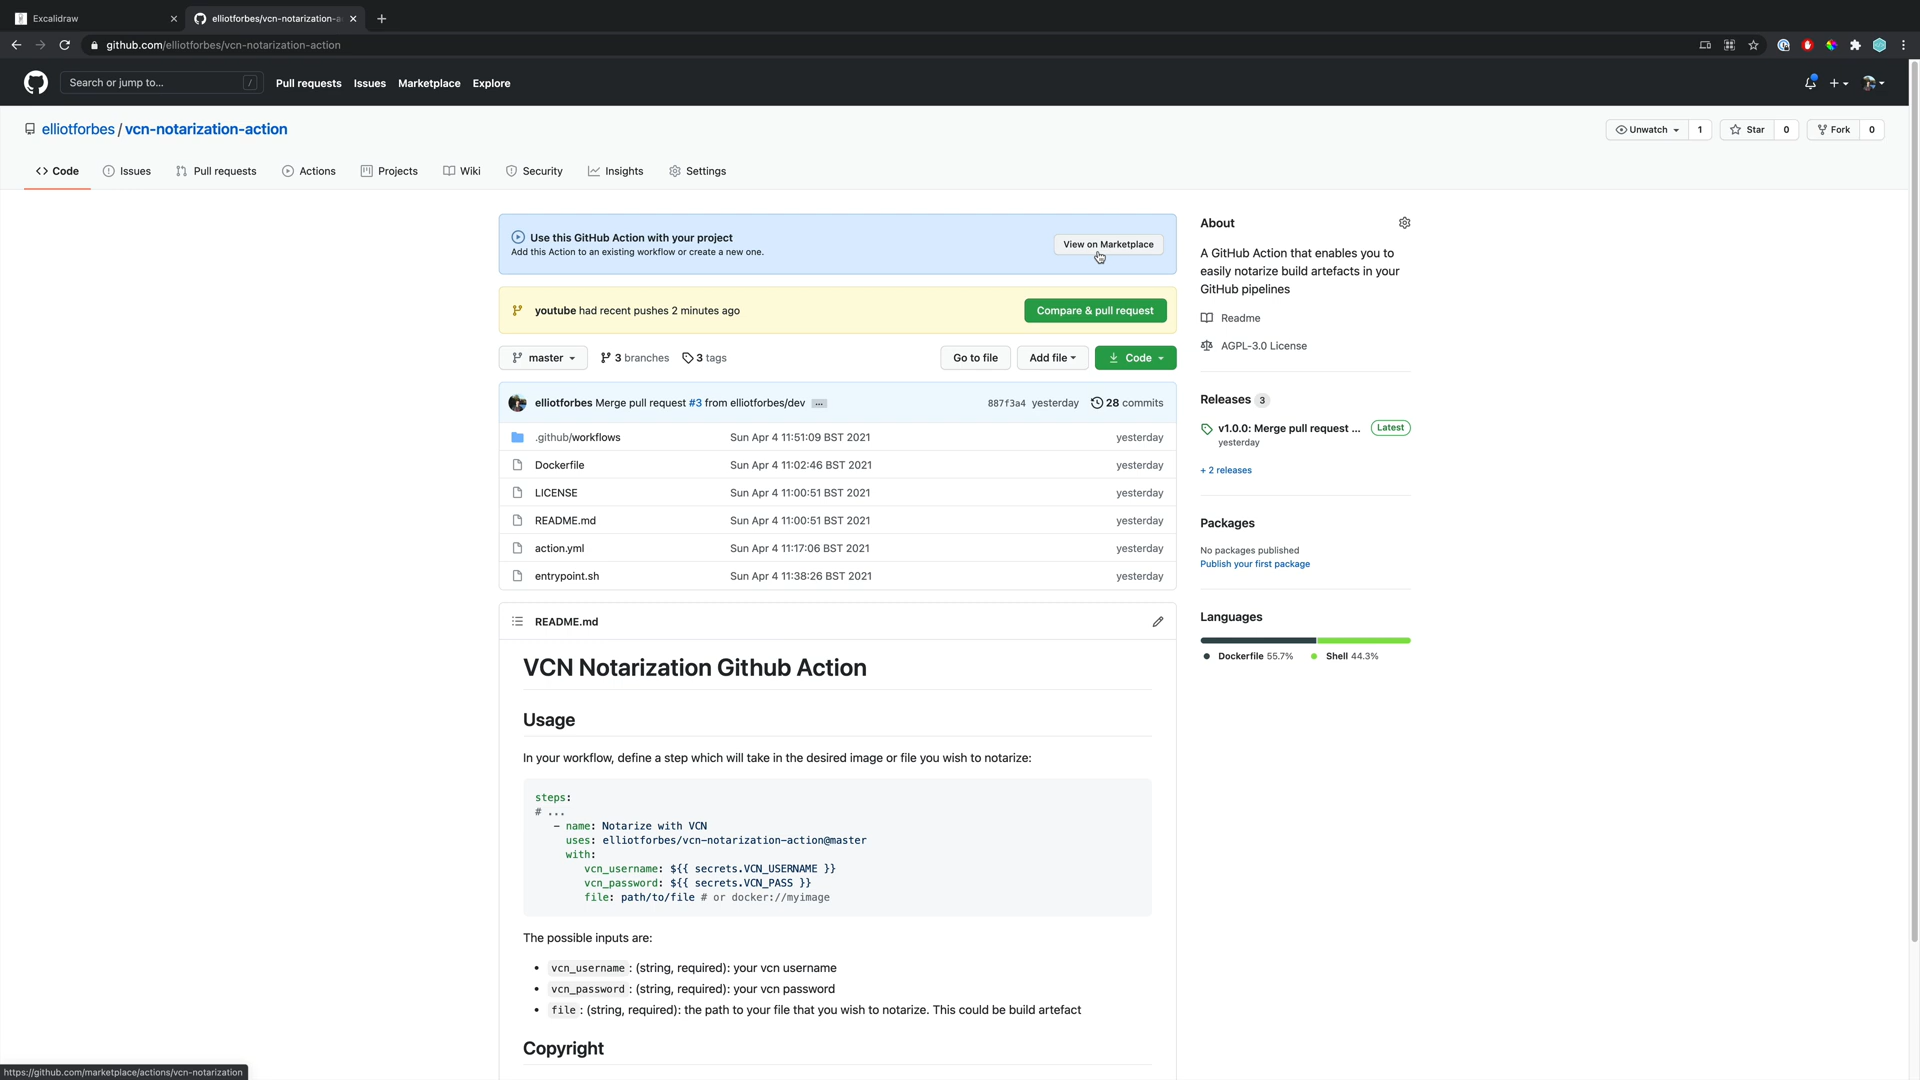 Excalidraw
elliotforbes/vcn-notarization-a
github.com/elliotforbes/vcn-notarization-action
Search or jump to... /
Pull requests Issues Marketplace Explore
elliotforbes / vcn-notarization-action
Unwatch 1 Star 0 Fork 0
Code Issues Pull requests Actions Projects Wiki Security Insights Settings
Use this GitHub Action with your project
Add this Action to an existing workflow or create a new one.
View on Marketplace
youtube had recent pushes 2 minutes ago
Compare & pull request
master 3 branches 3 tags Go to file Add file Code
elliotforbes Merge pull request #3 from elliotforbes/dev ... 887f3a4 yesterday 28 commits
.github/workflows Sun Apr 4 11:51:09 BST 2021 yesterday
Dockerfile Sun Apr 4 11:02:46 BST 2021 yesterday
LICENSE Sun Apr 4 11:00:51 BST 2021 yesterday
README.md Sun Apr 4 11:00:51 BST 2021 yesterday
action.yml Sun Apr 4 11:17:06 BST 2021 yesterday
entrypoint.sh Sun Apr 4 11:38:26 BST 2021 yesterday
README.md
VCN Notarization Github Action
Usage
In your workflow, define a step which will take in the desired image or file you wish to notarize:
steps:
# ...
- name: Notarize with VCN
uses: elliotforbes/vcn-notarization-action@master
with:
vcn_username: ${{ secrets.VCN_USERNAME }}
vcn_password: ${{ secrets.VCN_PASS }}
file: path/to/file # or docker://myimage
The possible inputs are:
• vcn_username : (string, required): your vcn username
• vcn_password : (string, required): your vcn password
• file : (string, required): the path to your file that you wish to notarize. This could be build artefact
Copyright
About
A GitHub Action that enables you to
easily notarize build artefacts in your
GitHub pipelines
Readme
AGPL-3.0 License
Releases 3
v1.0.0: Merge pull request ... Latest
yesterday
+ 2 releases
Packages
No packages published
Publish your first package
Languages
Dockerfile 55.7% Shell 44.3%
https://github.com/marketplace/actions/vcn-notarization